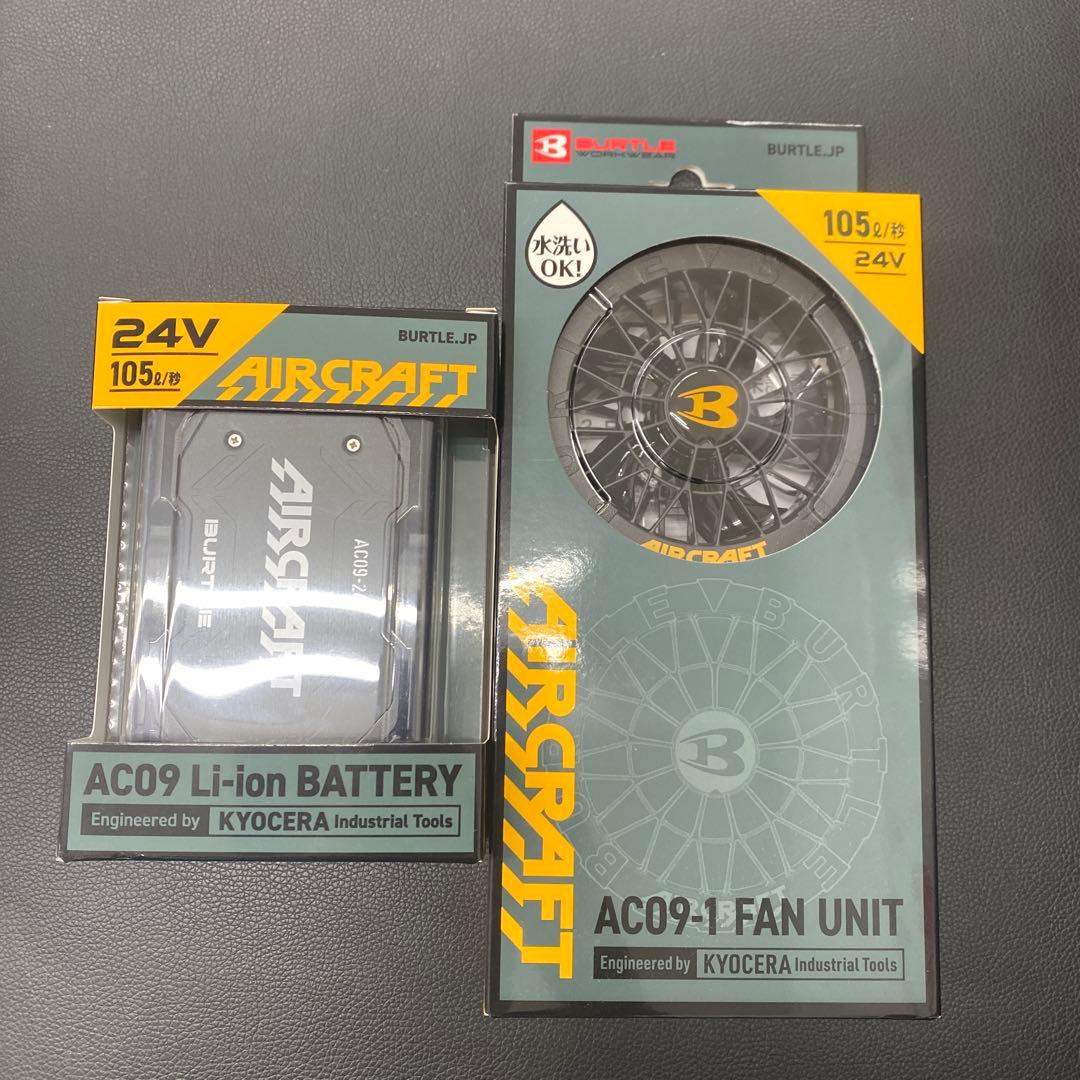 24V
105ℓ/秒
BURTLE.JP
AIRCRAFT
AIRCRAFT
BURTLE
AC09-2
AC09 Li-ion BATTERY
Engineered by KYOCERA Industrial Tools
B BURTLE
WORKWEAR
BURTLE.JP
水洗い
OK!
105ℓ/秒
24V
B
AIRCRAFT
AIRCRAFT
BURTLE
B
AIRCRAFT
AC09-1 FAN UNIT
Engineered by KYOCERA Industrial Tools